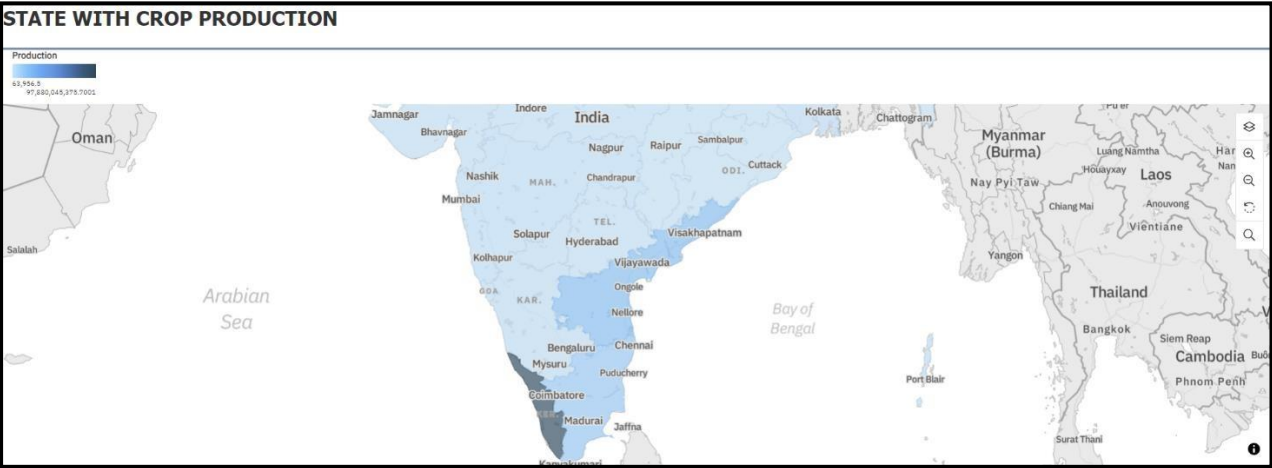 STATE WITH CROP PRODUCTION
Production
63,956.5
97,880,045,375.7001
Jamnagar
Indore
India
Kolkata
Chattogram
Oman
Bhavnagar
Nagpur
Raipur
Sambalpur
Myanmar
(Burma)
Luang Namtha
Nashik
MAH.
Chandrapur
ODI.
Cuttack
Houayxay
Laos
Nay Pyi Taw
Mumbai
Chiang Mai
Anouvong
TEL.
Vientiane
Salalah
Solapur
Hyderabad
Visakhapatnam
Kolhapur
Vijayawada
Yangon
Arabian
Sea
GOA
KAR.
Ongole
Thailand
Nellore
Bay of
Bengal
Bangkok
Siem Reap
Bengaluru
Chennai
Cambodia
Mysuru
Puducherry
Port Blair
Phnom Penh
Coimbatore
Madurai
Jaffna
Surat Thani
Kanyakumari